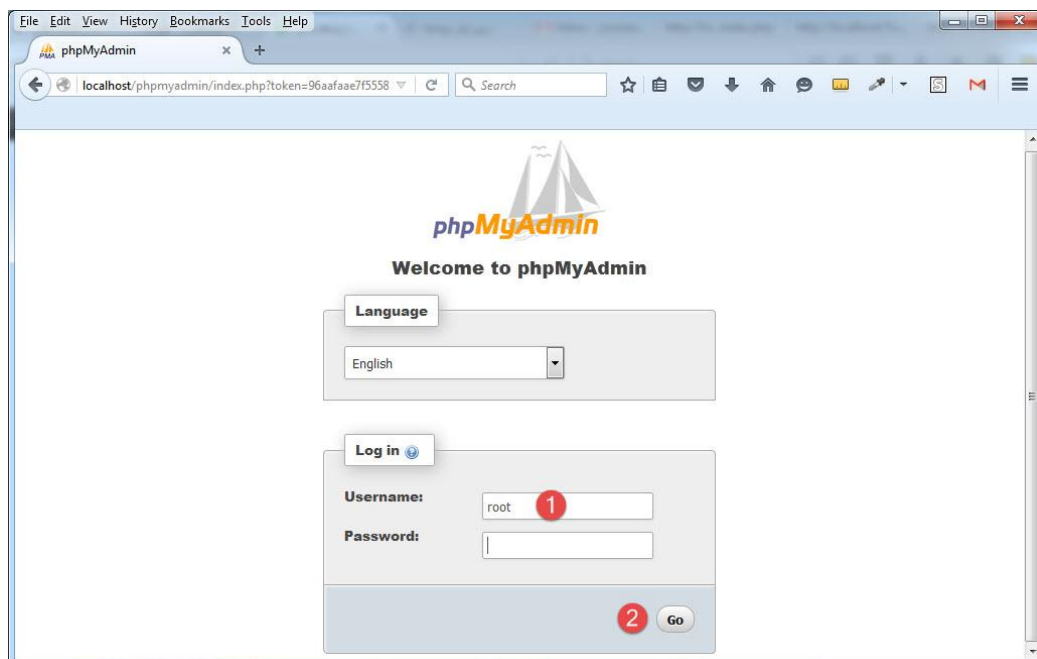 File Edit View History Bookmarks Tools Help
PMA phpMyAdmin × +
localhost/phpmyadmin/index.php?token=96aafaae7f5558 Search
phpMyAdmin
Welcome to phpMyAdmin
Language
English
Log in
Username: root 1
Password:
2 Go